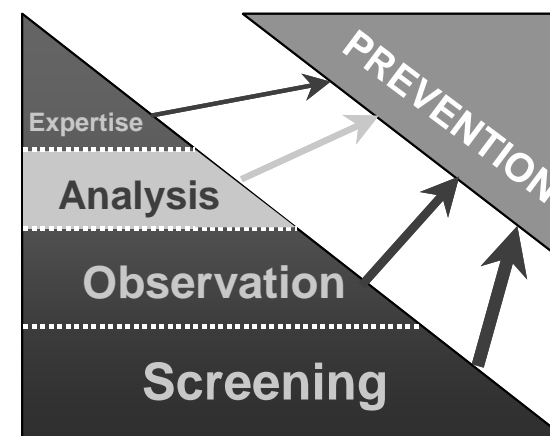 PREVENTION
Expertise
Analysis
Observation
Screening